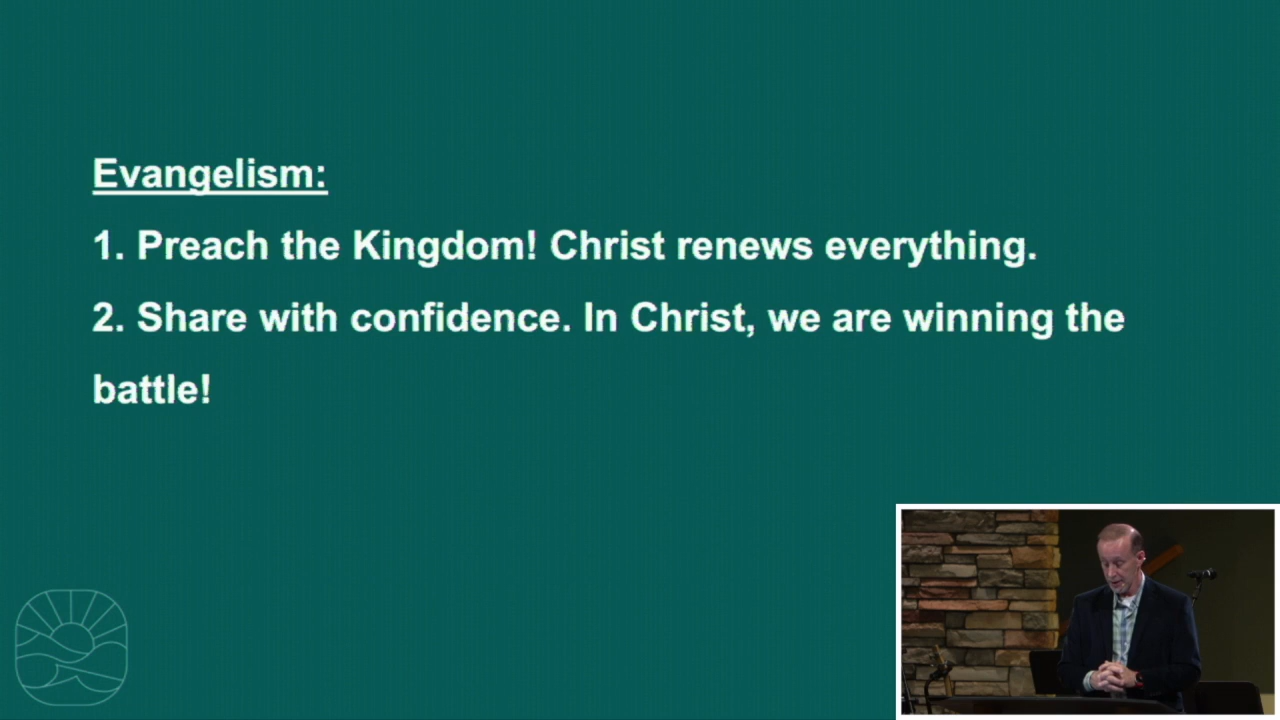 Evangelism:
1. Preach the Kingdom! Christ renews everything.
2. Share with confidence. In Christ, we are winning the
battle!